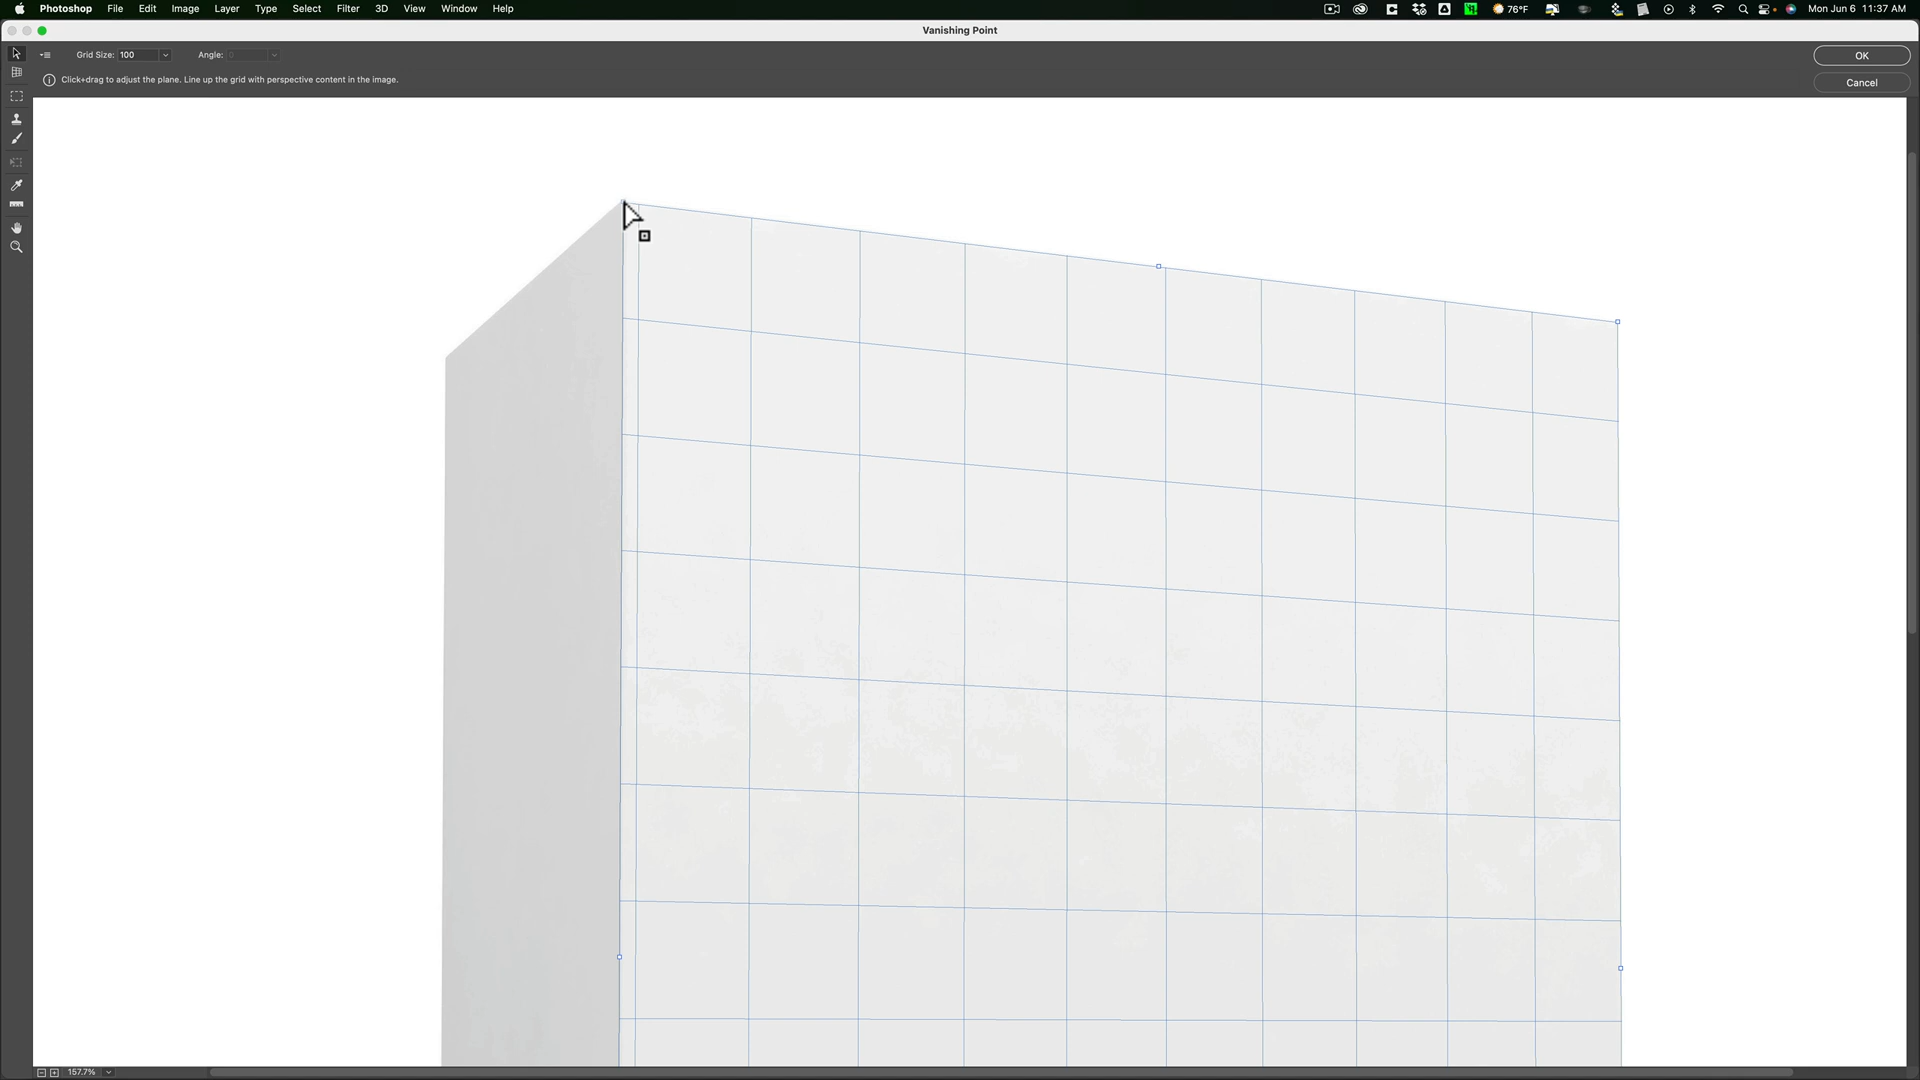 Photoshop File Edit Image Layer Type Select Filter 3D View Window Help 76°F Mon Jun 6 11:37 AM
Vanishing Point
Grid Size: 100 Angle: 0 OK
Click+drag to adjust the plane. Line up the grid with perspective content in the image. Cancel
157.7%